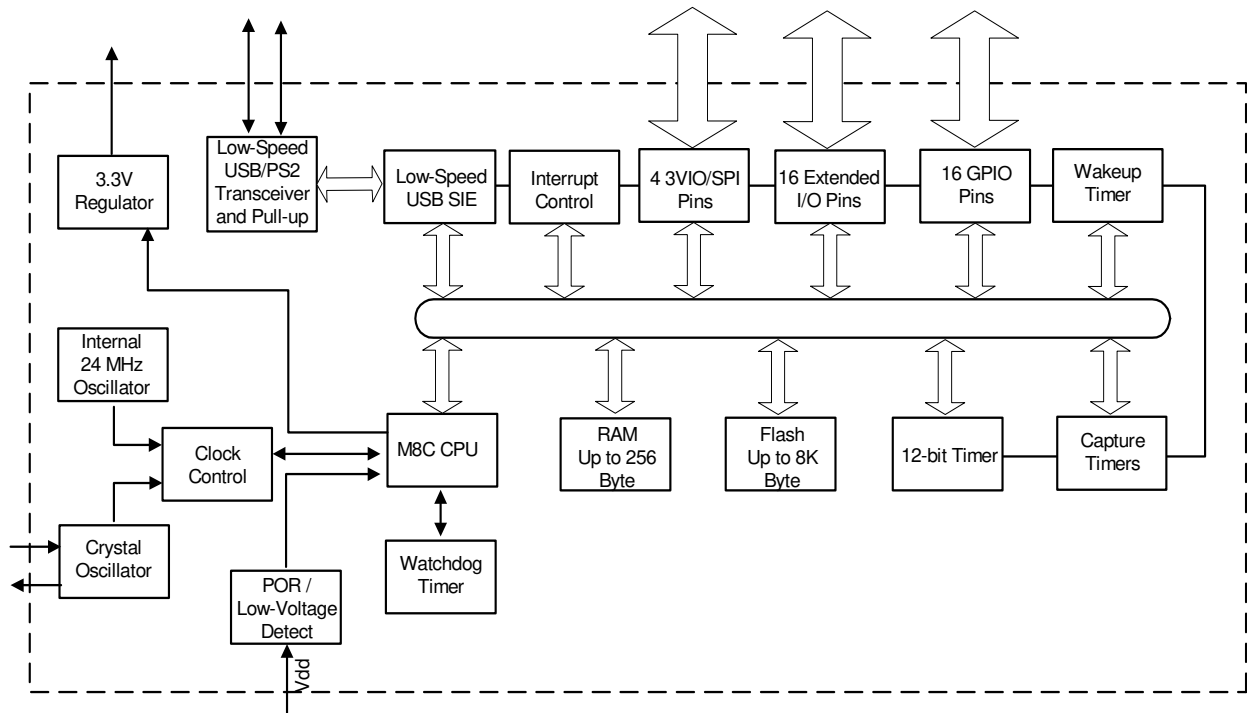 3.3V
Regulator
Low-Speed
USB/PS2
Transceiver
and Pull-up
Low-Speed
USB SIE
Interrupt
Control
4 3VIO/SPI
Pins
16 Extended
I/O Pins
16 GPIO
Pins
Wakeup
Timer
Internal
24 MHz
Oscillator
Clock
Control
Crystal
Oscillator
M8C CPU
RAM
Up to 256
Byte
Flash
Up to 8K
Byte
12-bit Timer
Capture
Timers
Watchdog
Timer
POR /
Low-Voltage
Detect
Vdd